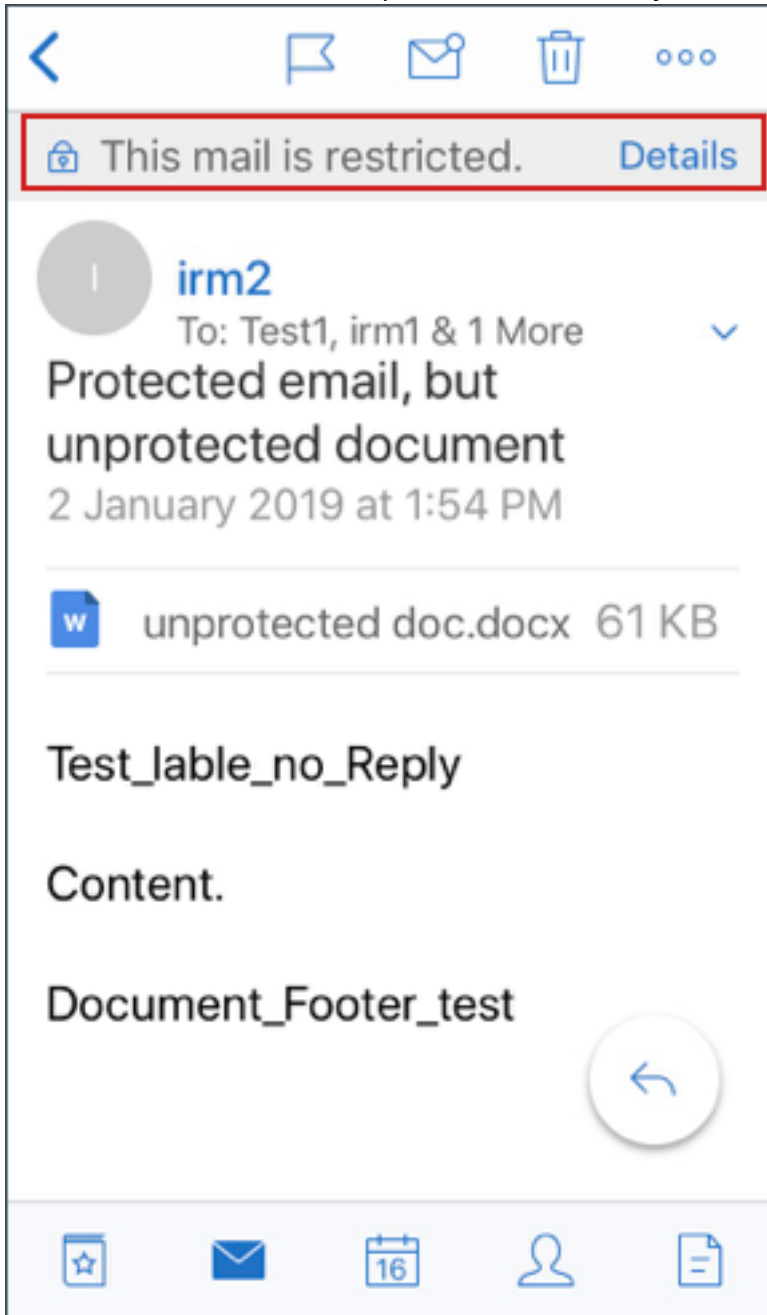 This mail is restricted. Details
I
irm2
To: Test1, irm1 & 1 More
Protected email, but
unprotected document
2 January 2019 at 1:54 PM
W unprotected doc.docx 61 KB
Test_lable_no_Reply
Content.
Document_Footer_test
16